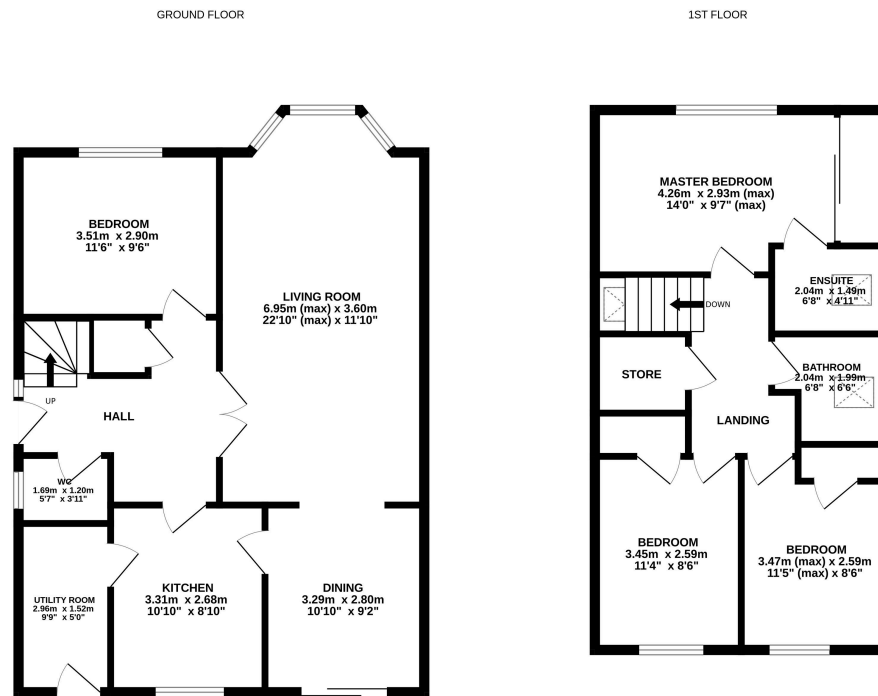 GROUND FLOOR
1ST FLOOR
BEDROOM
3.51m x 2.90m
11'6" x 9'6"
LIVING ROOM
6.95m (max) x 3.60m
22'10" (max) x 11'10"
UP
HALL
WC
1.69m x 1.20m
5'7" x 3'11"
UTILITY ROOM
2.96m x 1.52m
9'9" x 5'0"
KITCHEN
3.31m x 2.68m
10'10" x 8'10"
DINING
3.29m x 2.80m
10'10" x 9'2"
MASTER BEDROOM
4.26m x 2.93m (max)
14'0" x 9'7" (max)
ENSUITE
2.04m x 1.49m
6'8" x 4'11"
DOWN
STORE
BATHROOM
2.04m x 1.99m
6'8" x 6'6"
LANDING
BEDROOM
3.45m x 2.59m
11'4" x 8'6"
BEDROOM
3.47m (max) x 2.59m
11'5" (max) x 8'6"